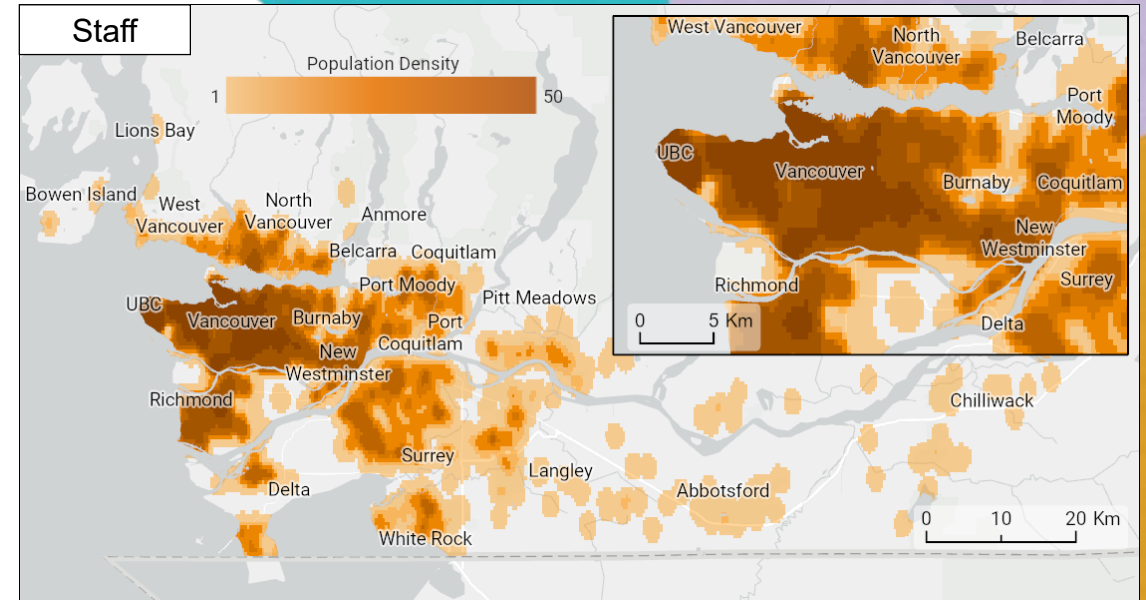 Staff
Population Density
1
50
Lions Bay
Bowen Island
West
Vancouver
North
Vancouver
Anmore
Belcarra
Coquitlam
Port Moody
Pitt Meadows
UBC
Vancouver
Burnaby
Port
Coquitlam
New
Westminster
Richmond
Surrey
Delta
White Rock
Langley
Abbotsford
Chilliwack
0
10
20 Km
West Vancouver
North
Vancouver
Belcarra
Port
Moody
UBC
Vancouver
Burnaby
Coquitlam
New
Westminster
Richmond
Surrey
Delta
0
5 Km